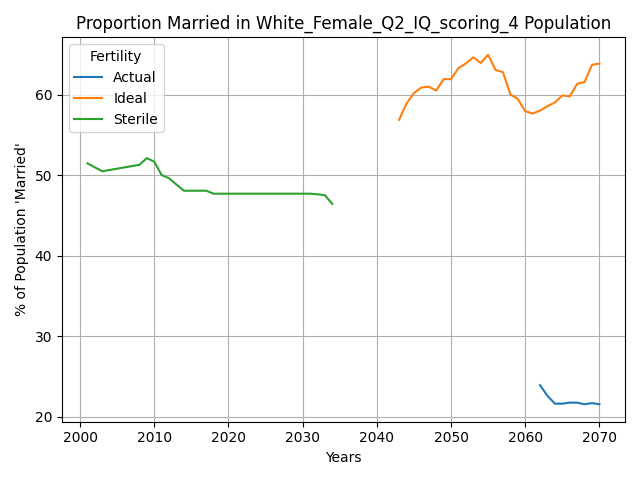 Proportion Married in White_Female_Q2_IQ_scoring_4 Population
Fertility
Actual
Ideal
Sterile
% of Population 'Married'
60
50
40
30
20
2000 2010 2020 2030 2040 2050 2060 2070
Years